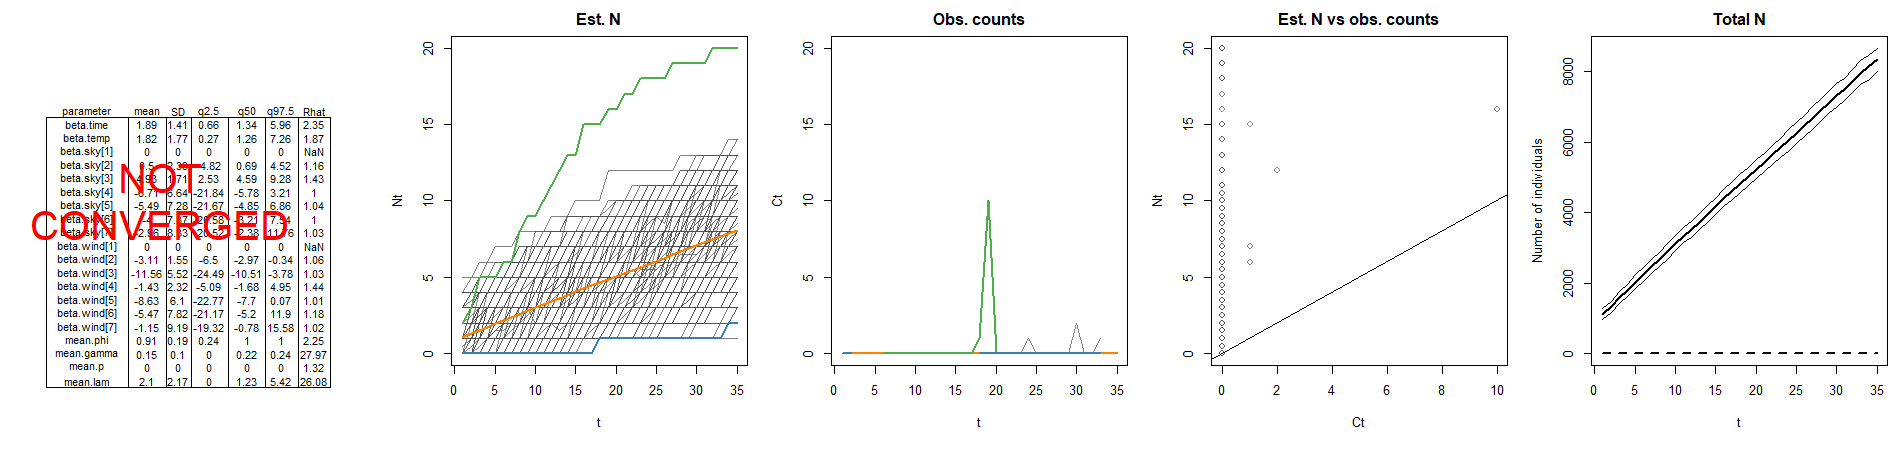 parameter mean SD q2.5 q50 q97.5 Rhat
beta.time 1.89 1.41 0.66 1.34 5.96 2.35
beta.temp 1.82 1.77 0.27 1.26 7.26 1.87
beta.sky[1] 0 0 0 0 0 NaN
beta.sky[2] 0.69 4.52 1.16
beta.sky[3] 2.53 4.59 9.28 1.43
beta.sky[4] -21.84 -5.78 3.21 1
beta.sky[5] -5.49 7.28 -21.67 -4.85 6.86 1.04
beta.sky[6] 1
1.03
NOT
CONVERGED
beta.wind[1] 0 0 0 0 0 NaN
beta.wind[2] -3.11 1.55 -6.5 -2.97 -0.34 1.06
beta.wind[3] -11.56 5.52 -24.49 -10.51 -3.78 1.03
beta.wind[4] -1.43 2.32 -5.09 -1.68 4.95 1.44
beta.wind[5] -8.63 6.1 -22.77 -7.7 0.07 1.01
beta.wind[6] -5.47 7.82 -21.17 -5.2 11.9 1.18
beta.wind[7] -1.15 9.19 -19.32 -0.78 15.58 1.02
mean.phi 0.91 0.19 0.24 1 1 2.25
mean.gamma 0.15 0.1 0 0.22 0.24 27.97
mean.p 0 0 0 0 0 1.32
mean.lam 2.1 2.17 0 1.23 5.42 26.08
Est. N
Nt
20
15
10
5
0
0 5 10 15 20 25 30 35
t
Obs. counts
Ct
20
15
10
5
0
0 5 10 15 20 25 30 35
t
Est. N vs obs. counts
Nt
20
15
10
5
0
0 2 4 6 8 10
Ct
Total N
Number of individuals
8000
6000
4000
2000
0
0 5 10 15 20 25 30 35
t